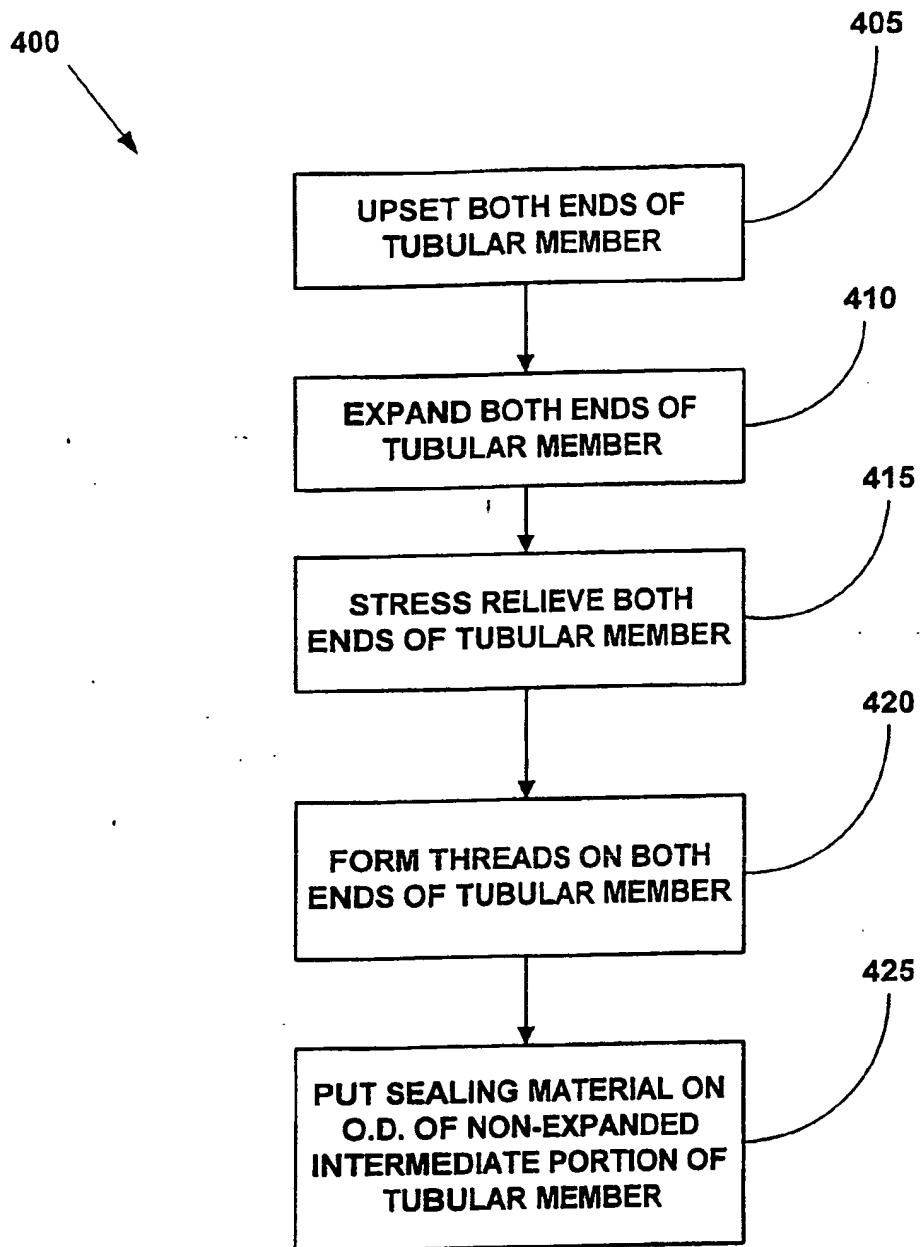 400
405
UPSET BOTH ENDS OF
TUBULAR MEMBER
410
EXPAND BOTH ENDS OF
TUBULAR MEMBER
415
STRESS RELIEVE BOTH
ENDS OF TUBULAR MEMBER
420
FORM THREADS ON BOTH
ENDS OF TUBULAR MEMBER
425
PUT SEALING MATERIAL ON
O.D. OF NON-EXPANDED
INTERMEDIATE PORTION OF
TUBULAR MEMBER